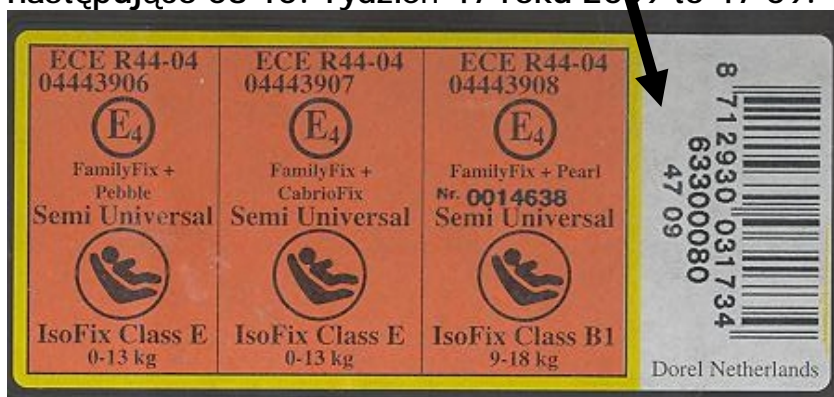 ECE R44-04
04443906
E4
FamilyFix +
Pebble
Semi Universal
IsoFix Class E
0-13 kg
ECE R44-04
04443907
E4
FamilyFix +
CabrioFix
Semi Universal
IsoFix Class E
0-13 kg
ECE R44-04
04443908
E4
FamilyFix + Pearl
Nr. 0014638
Semi Universal
IsoFix Class B1
9-18 kg
8 712930 031734
63300080
47 09
Dorel Netherlands